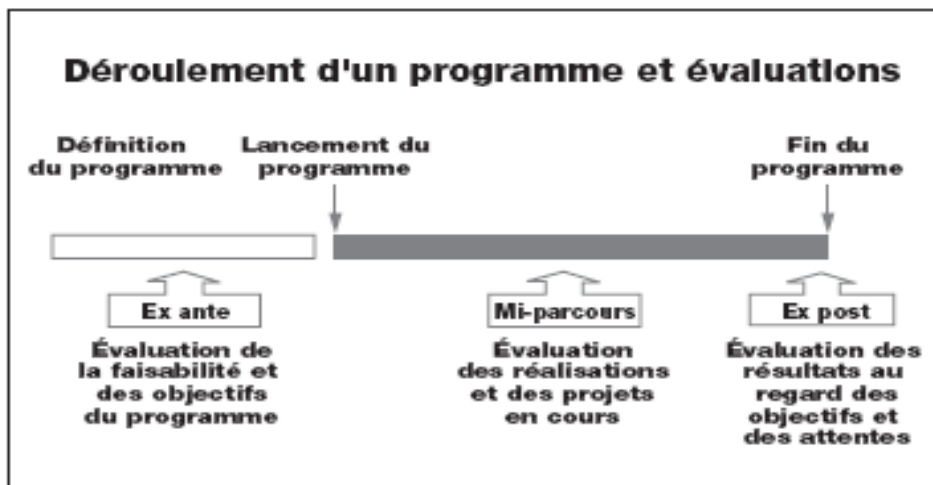 Déroulement d'un programme et évaluations
Définition
du programme
Lancement du
programme
Fin du
programme
Ex ante
Mi-parcours
Ex post
Évaluation de
la faisabilité et
des objectifs
du programme
Évaluation
des réalisations
et des projets
en cours
Évaluation des
résultats au
regard des
objectifs et
des attentes